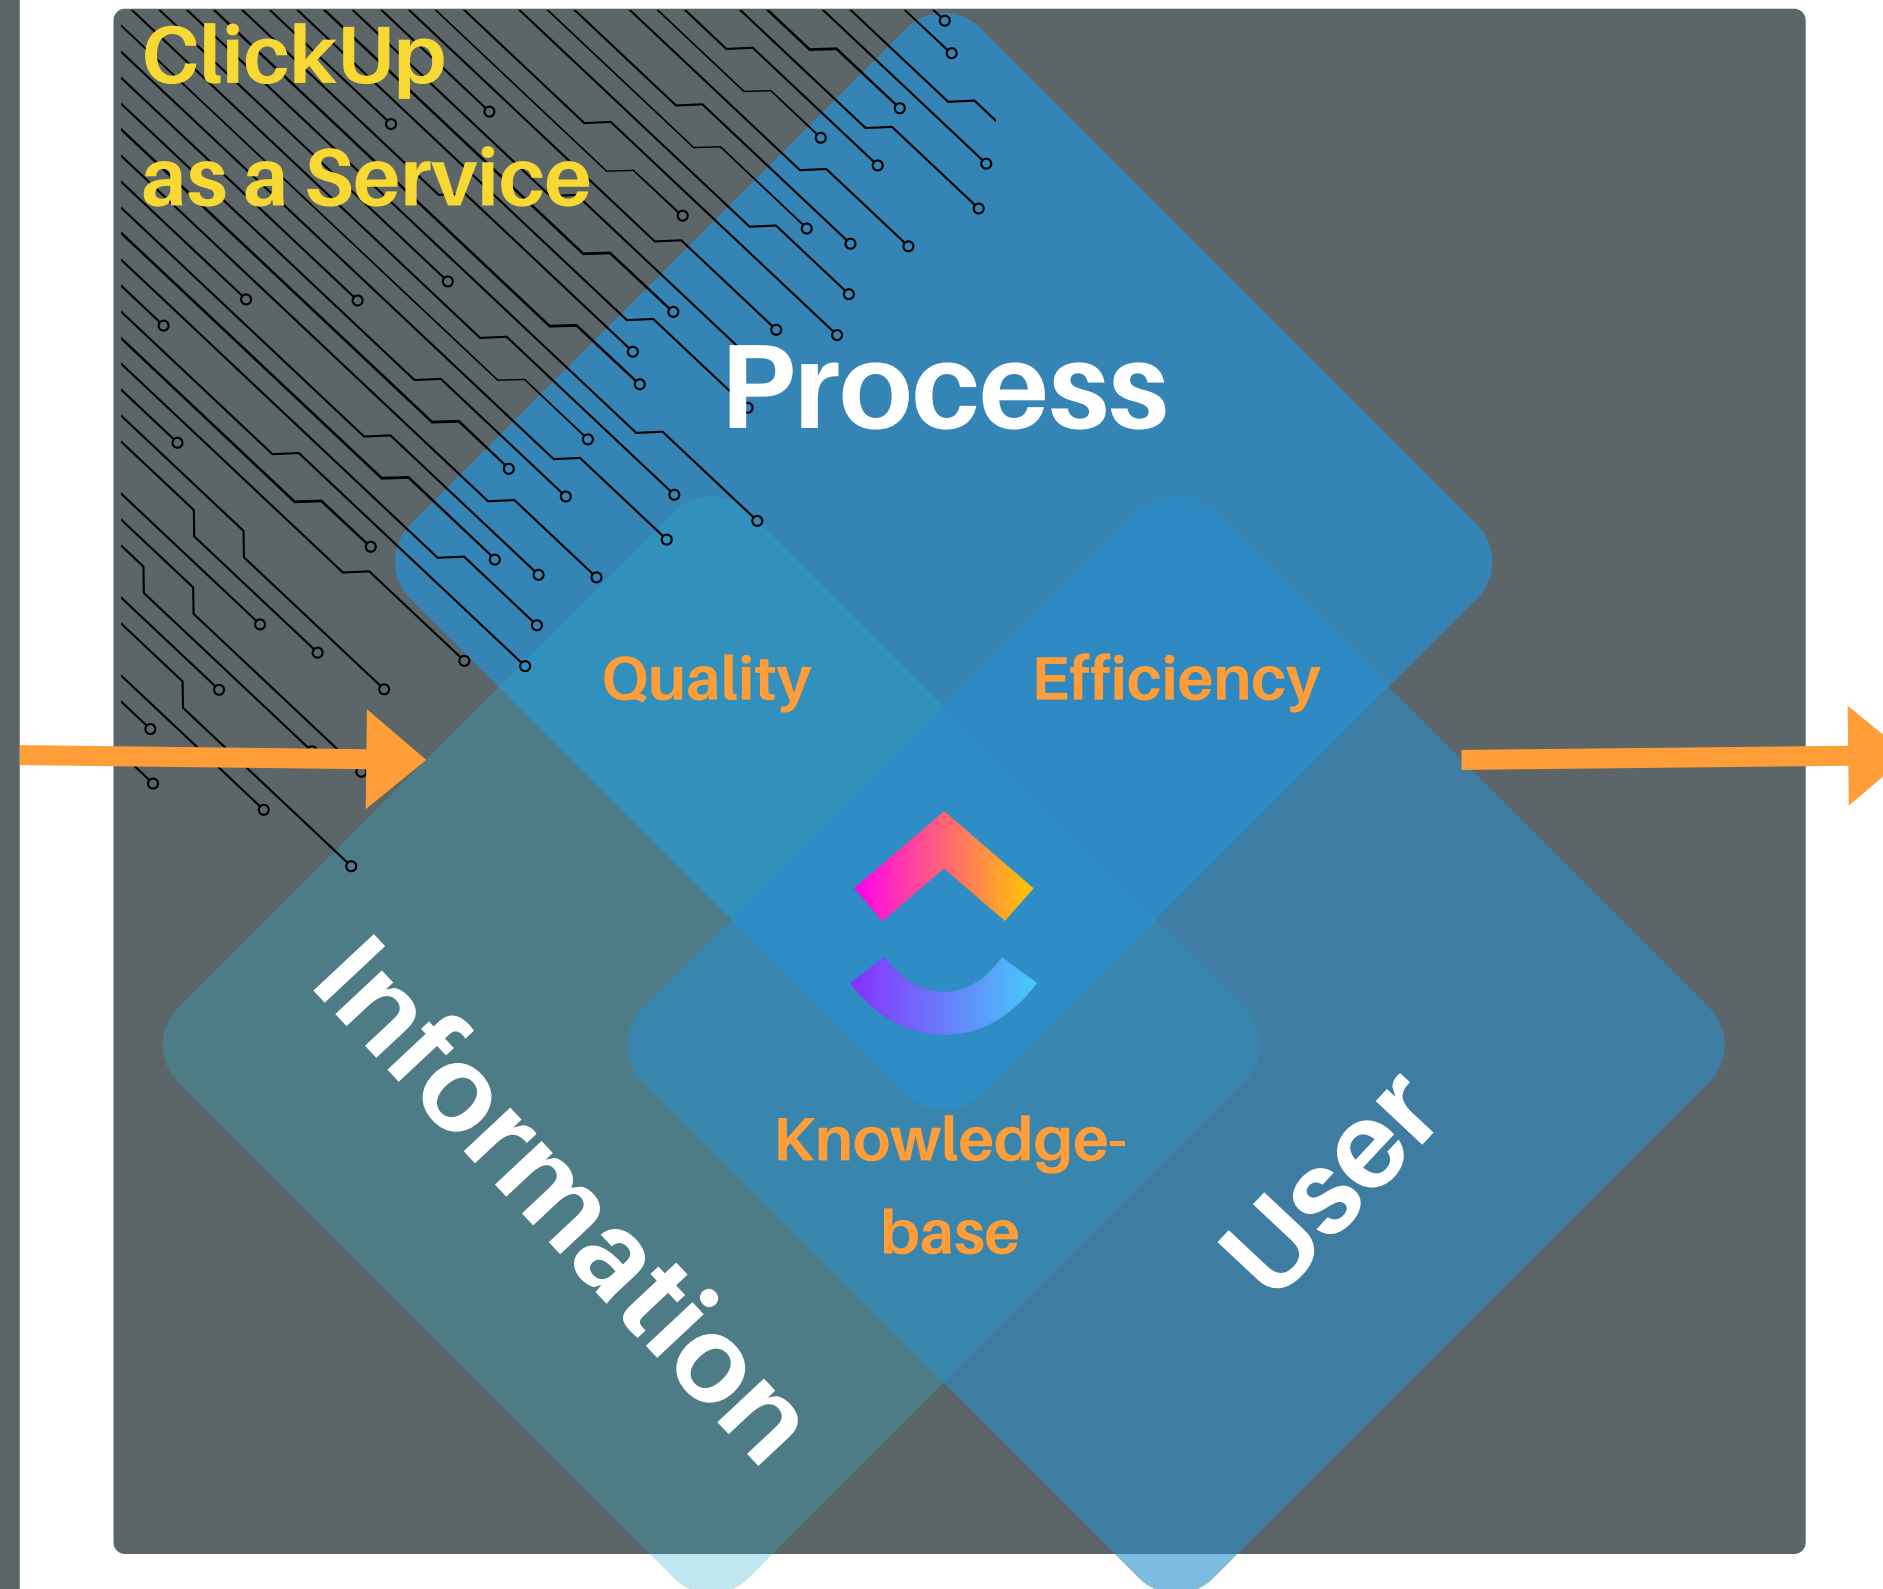 ClickUp
as a Service
Process
Quality
Efficiency
Information
User
Knowledge-
base